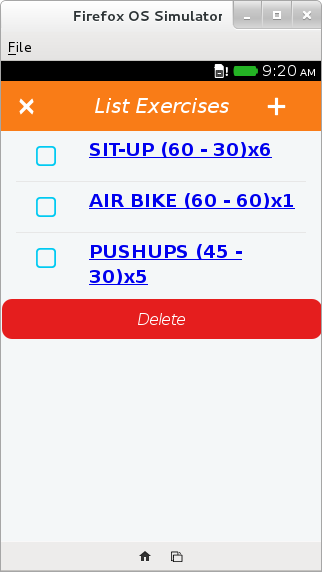 Firefox OS Simulator
File
9:20 AM
List Exercises
SIT-UP (60 - 30)x6
AIR BIKE (60 - 60)x1
PUSHUPS (45 -
30)x5
Delete